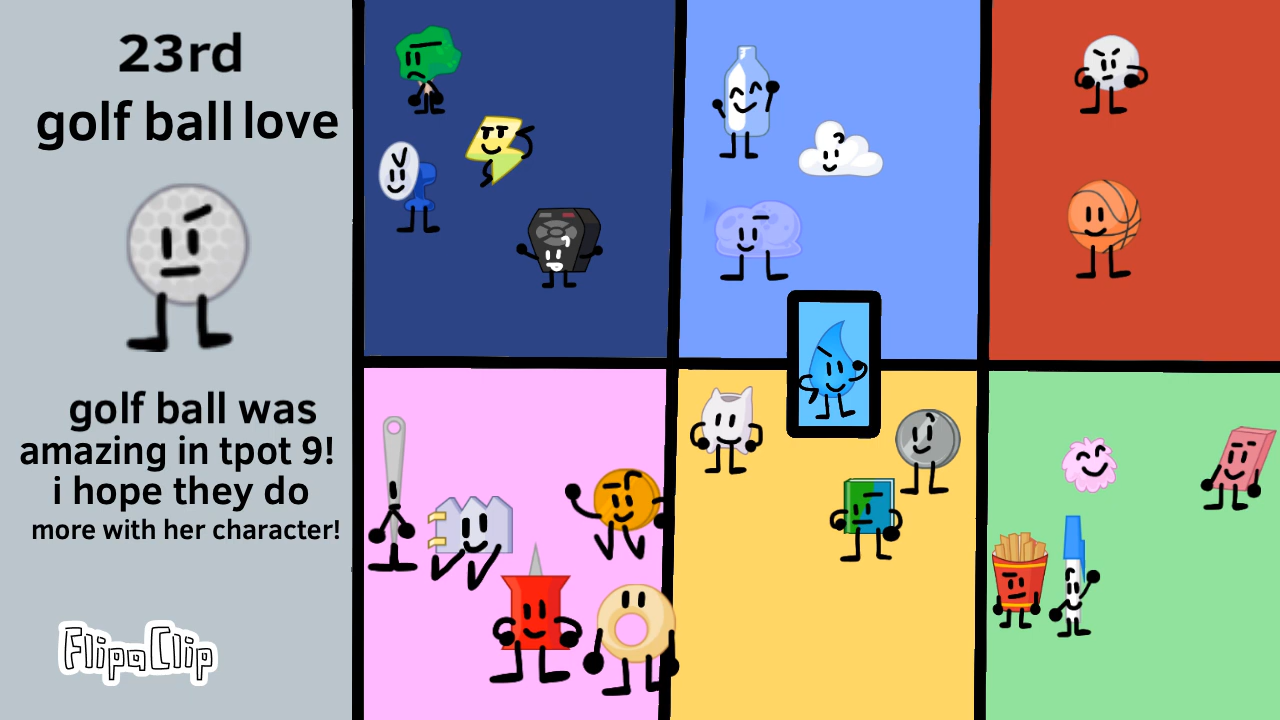 23rd
golf ball love
golf ball was
amazing in tpot 9!
i hope they do
more with her character!
FlipaClip